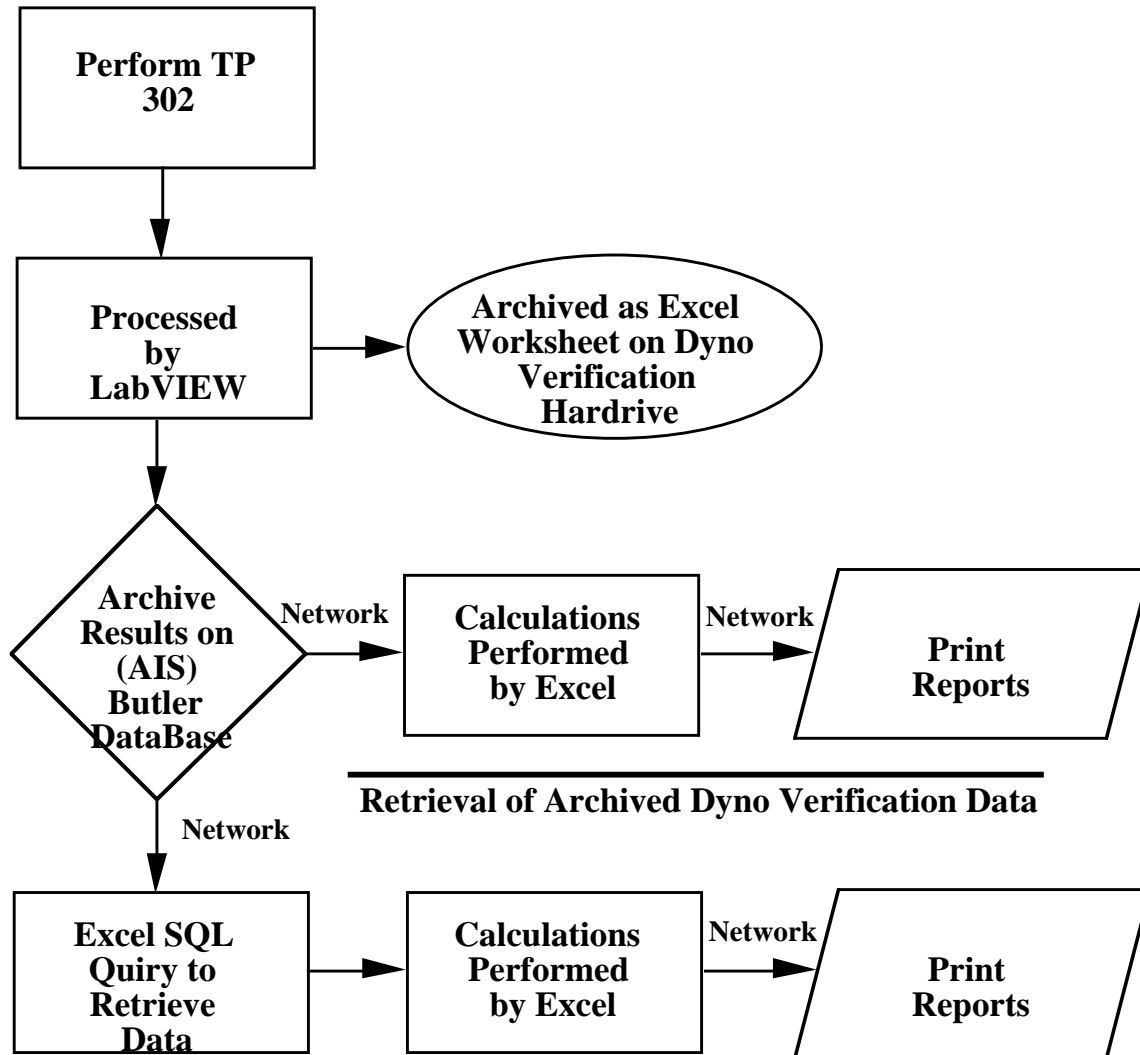 Perform TP
302
Processed
by
LabVIEW
Archived as Excel
Worksheet on Dyno
Verification
Hardrive
Archive
Results on
(AIS)
Butler
DataBase
Network
Calculations
Performed
by Excel
Network
Print
Reports
Retrieval of Archived Dyno Verification Data
Network
Excel SQL
Quiry to
Retrieve
Data
Calculations
Performed
by Excel
Network
Print
Reports